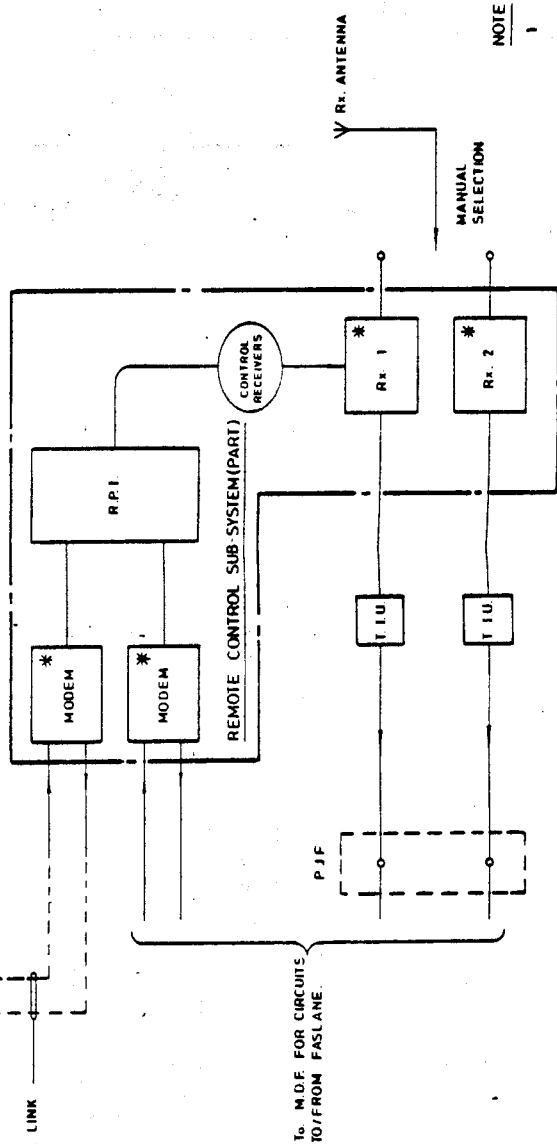 LINK
MODEM
*
MODEM
*
R.P.I.
REMOTE CONTROL SUB-SYSTEM(PART)
CONTROL
RECEIVERS
Rx. 1
*
Rx. 2
*
Rx. ANTENNA
MANUAL
SELECTION
T.I.U.
T.I.U.
PJF
To. M.D.F. FOR CIRCUITS
TO/FROM FASLANE.
NOTE
1